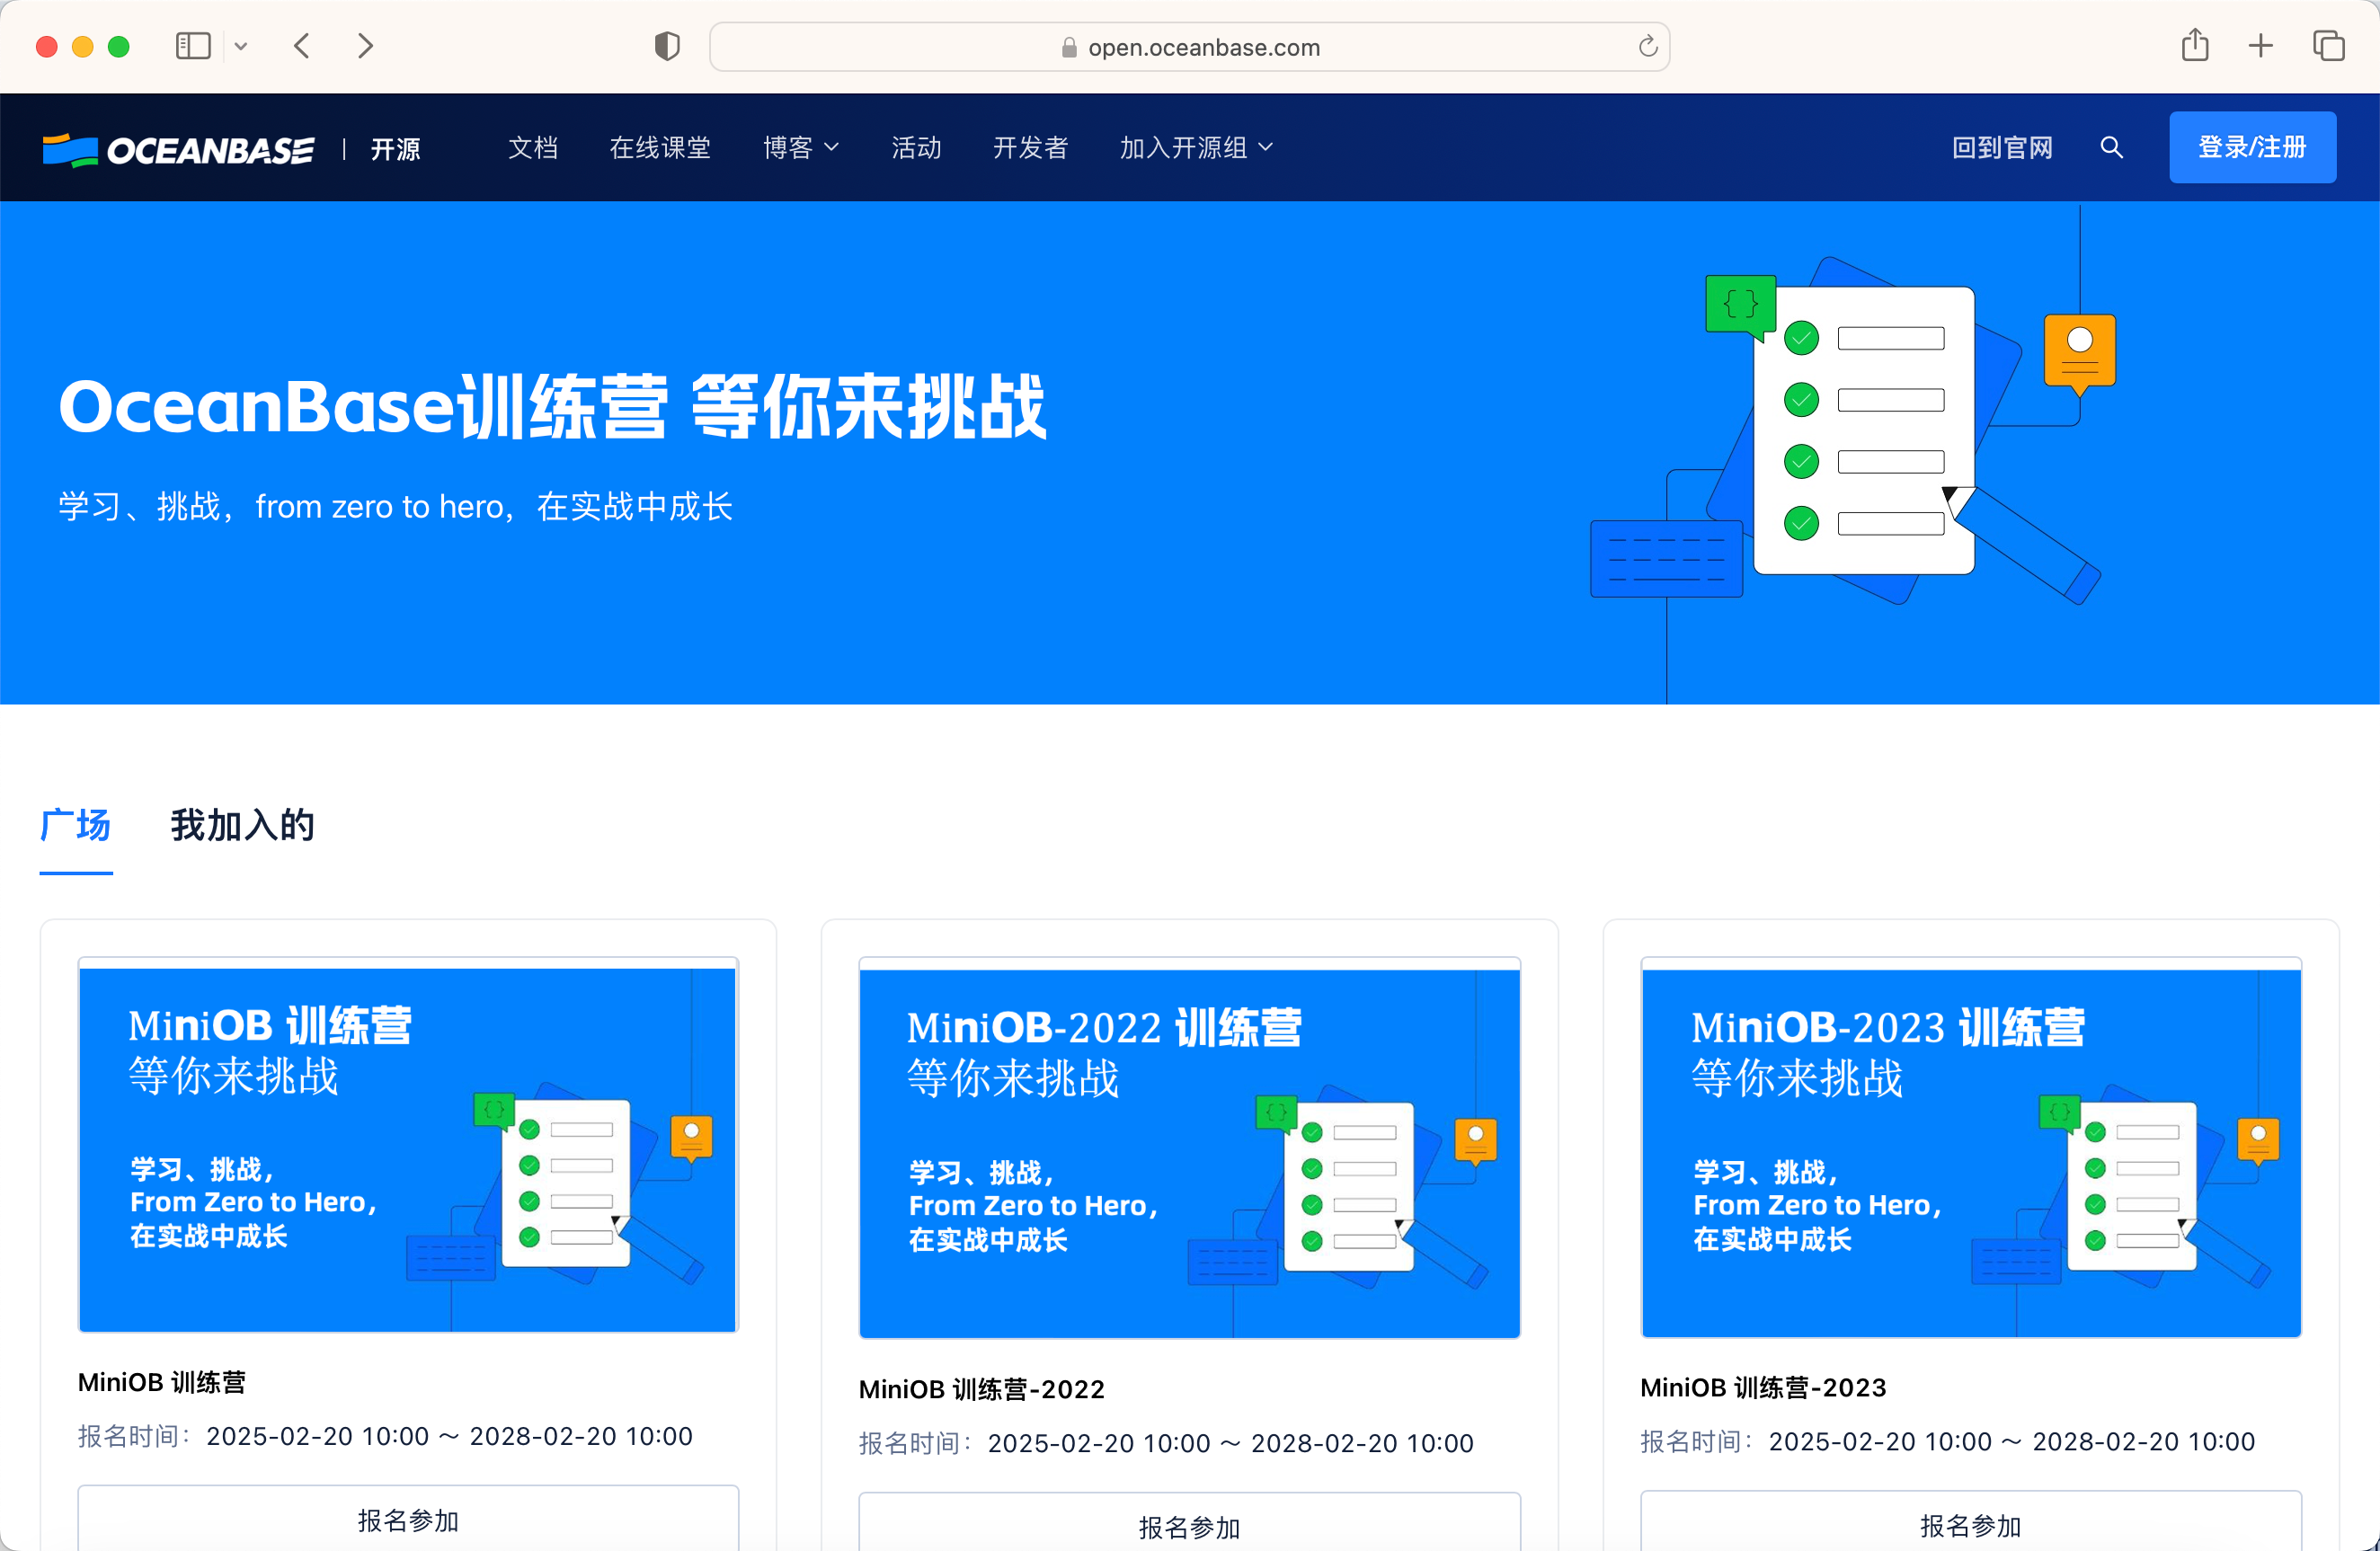 open.oceanbase.com
OCEANBASE | 开源 文档 在线课堂 博客 活动 开发者 加入开源组 回到官网 登录/注册
{ }
OceanBase训练营 等你来挑战
学习、挑战，from zero to hero，在实战中成长
广场 我加入的
MiniOB 训练营
等你来挑战
{ }
学习、挑战，
From Zero to Hero，
在实战中成长
MiniOB 训练营
报名时间：2025-02-20 10:00 ～ 2028-02-20 10:00
报名参加
MiniOB-2022 训练营
等你来挑战
{ }
学习、挑战，
From Zero to Hero，
在实战中成长
MiniOB 训练营-2022
报名时间：2025-02-20 10:00 ～ 2028-02-20 10:00
报名参加
MiniOB-2023 训练营
等你来挑战
{ }
学习、挑战，
From Zero to Hero，
在实战中成长
MiniOB 训练营-2023
报名时间：2025-02-20 10:00 ～ 2028-02-20 10:00
报名参加